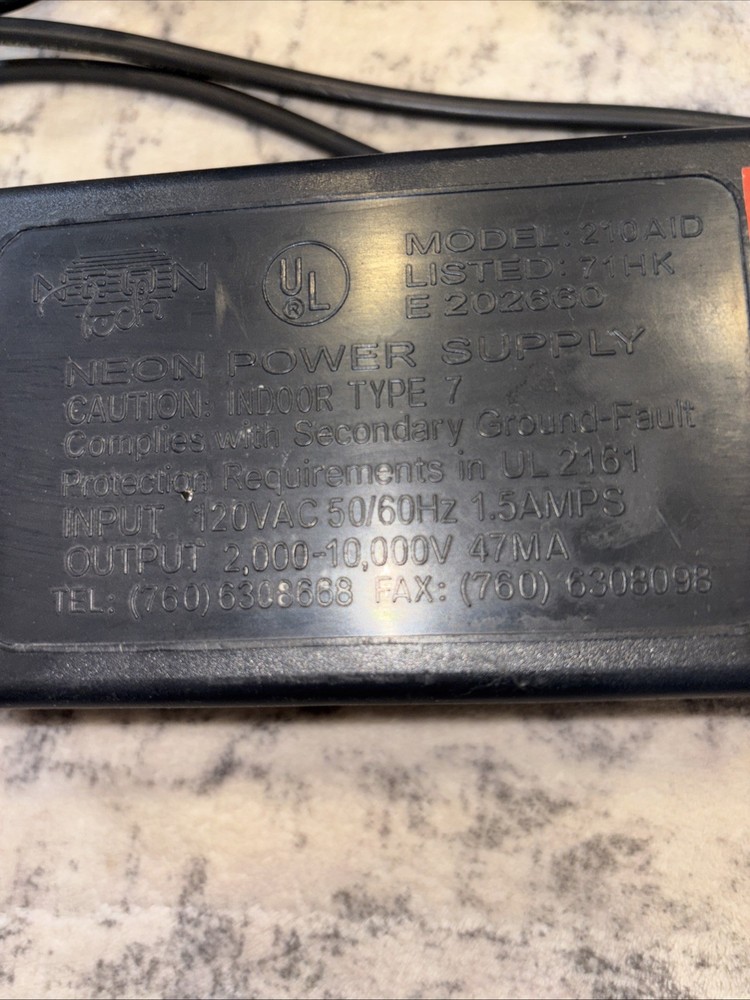 Tech
UL
®
MODEL: 210AID
LISTED: 71HK
E 202660
NEON POWER SUPPLY
CAUTION: INDOOR TYPE 7
Complies with Secondary Ground-Fault
Protection Requirements in UL 2161
INPUT 120VAC 50/60Hz 1.5AMPS
OUTPUT 2,000-10,000V 47MA
TEL: (760) 6308668 FAX: (760) 6308098